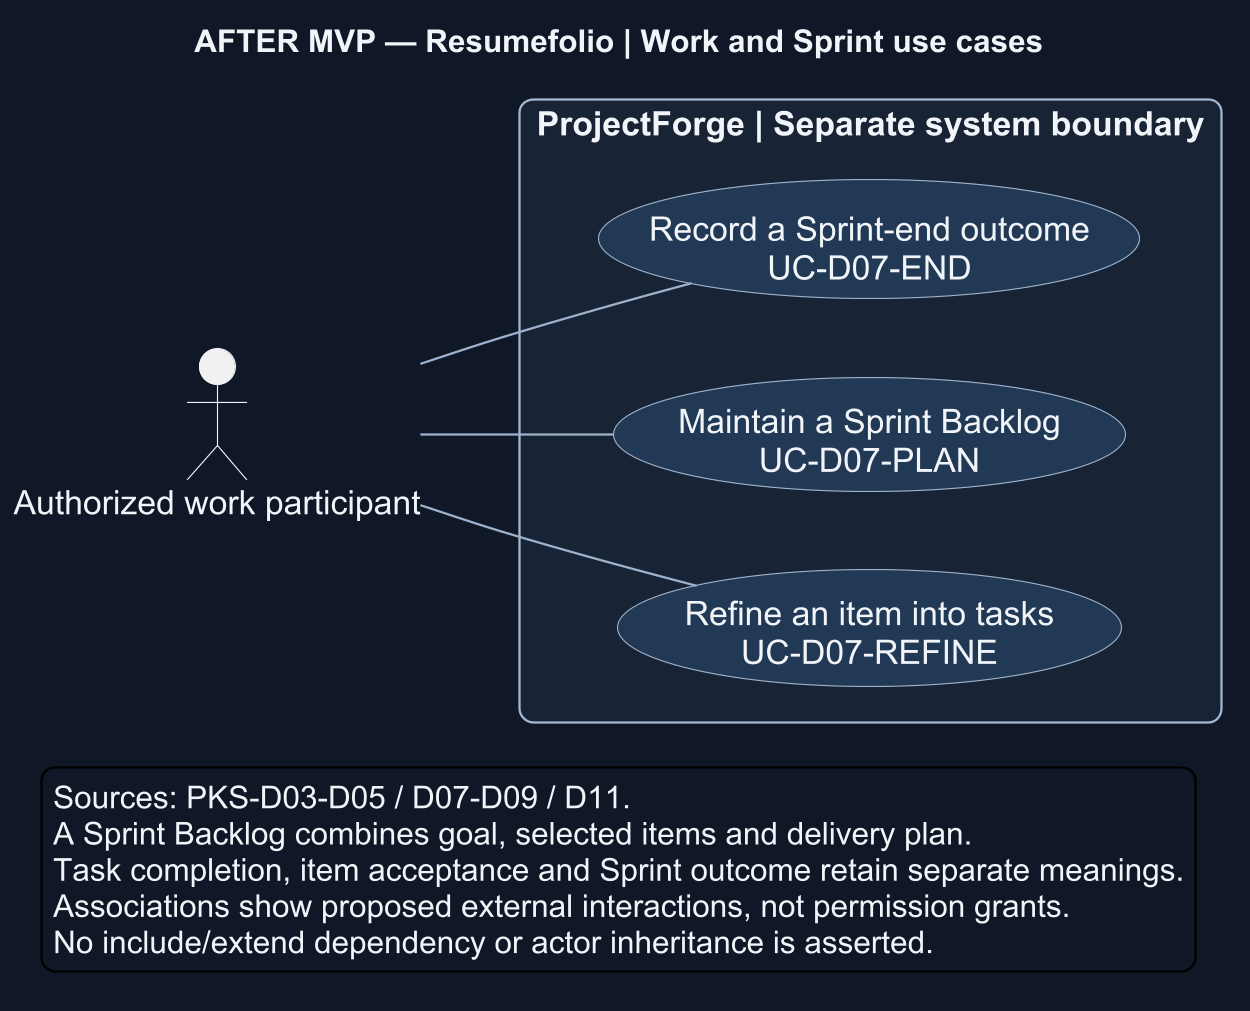 AFTER MVP — Resumefolio | Work and Sprint use cases
ProjectForge | Separate system boundary
Record a Sprint-end outcome
UC-D07-END
Maintain a Sprint Backlog
UC-D07-PLAN
Authorized work participant
Refine an item into tasks
UC-D07-REFINE
Sources: PKS-D03-D05 / D07-D09 / D11.
A Sprint Backlog combines goal, selected items and delivery plan.
Task completion, item acceptance and Sprint outcome retain separate meanings.
Associations show proposed external interactions, not permission grants.
No include/extend dependency or actor inheritance is asserted.